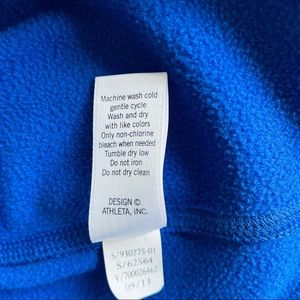 Machine wash cold
gentle cycle
Wash and dry
with like colors
Only non-chlorine
bleach when needed
Tumble dry low
Do not iron
Do not dry clean
DESIGN ©
ATHLETA, INC.
S/930275-01
S/62564
V/700026462
09/13